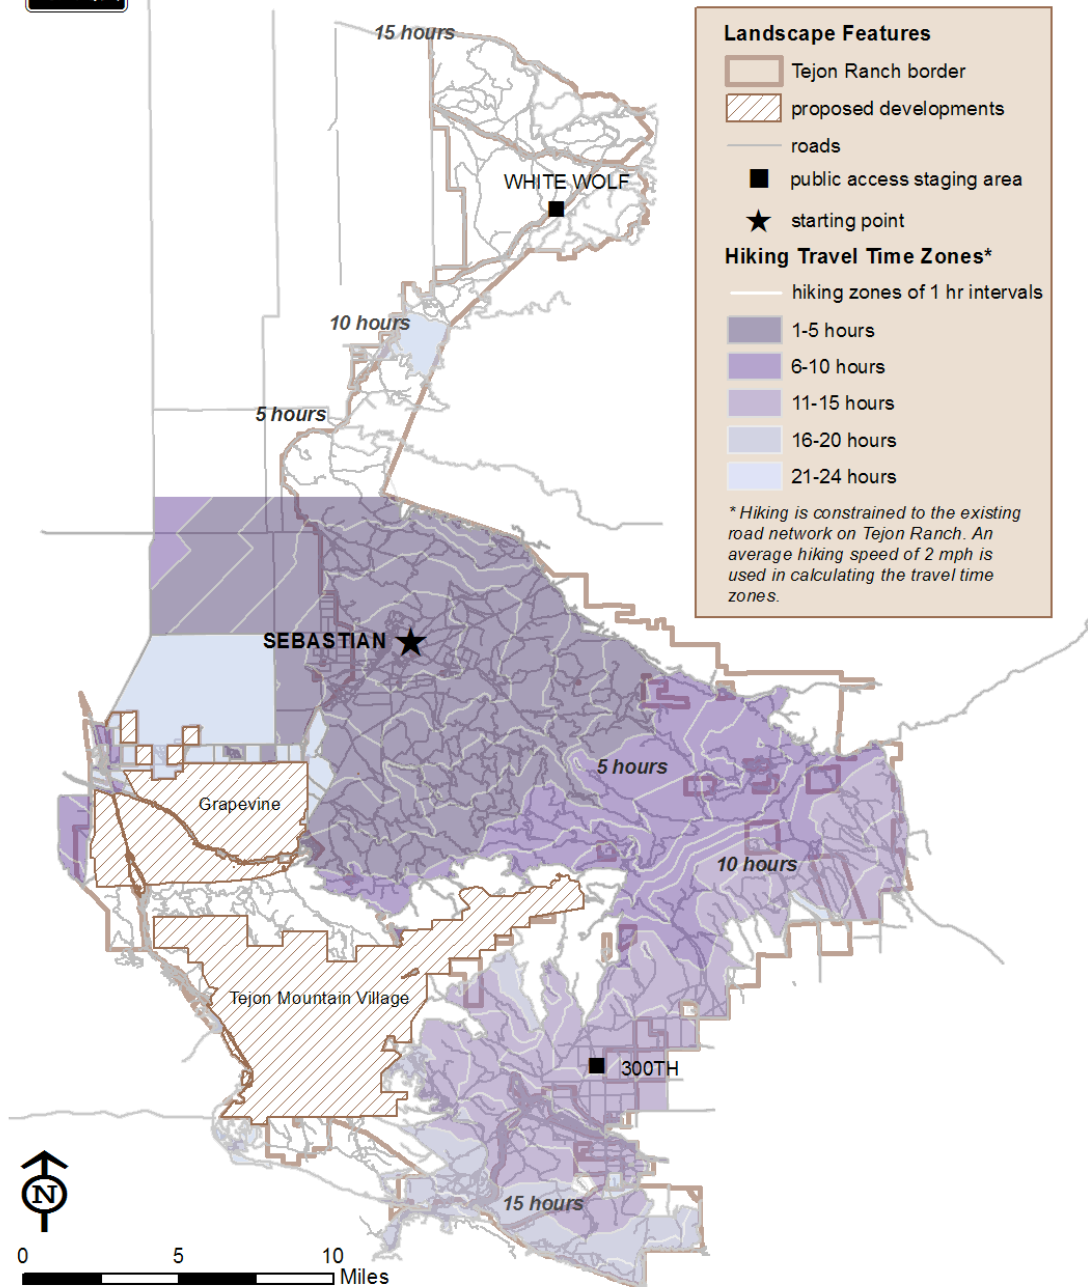 15 hours
WHITE WOLF
10 hours
5 hours
SEBASTIAN
5 hours
Grapevine
10 hours
Tejon Mountain Village
300TH
15 hours
N
0 5 10
Miles
Landscape Features
Tejon Ranch border
proposed developments
roads
public access staging area
starting point
Hiking Travel Time Zones*
hiking zones of 1 hr intervals
1-5 hours
6-10 hours
11-15 hours
16-20 hours
21-24 hours
* Hiking is constrained to the existing
road network on Tejon Ranch. An
average hiking speed of 2 mph is
used in calculating the travel time
zones.